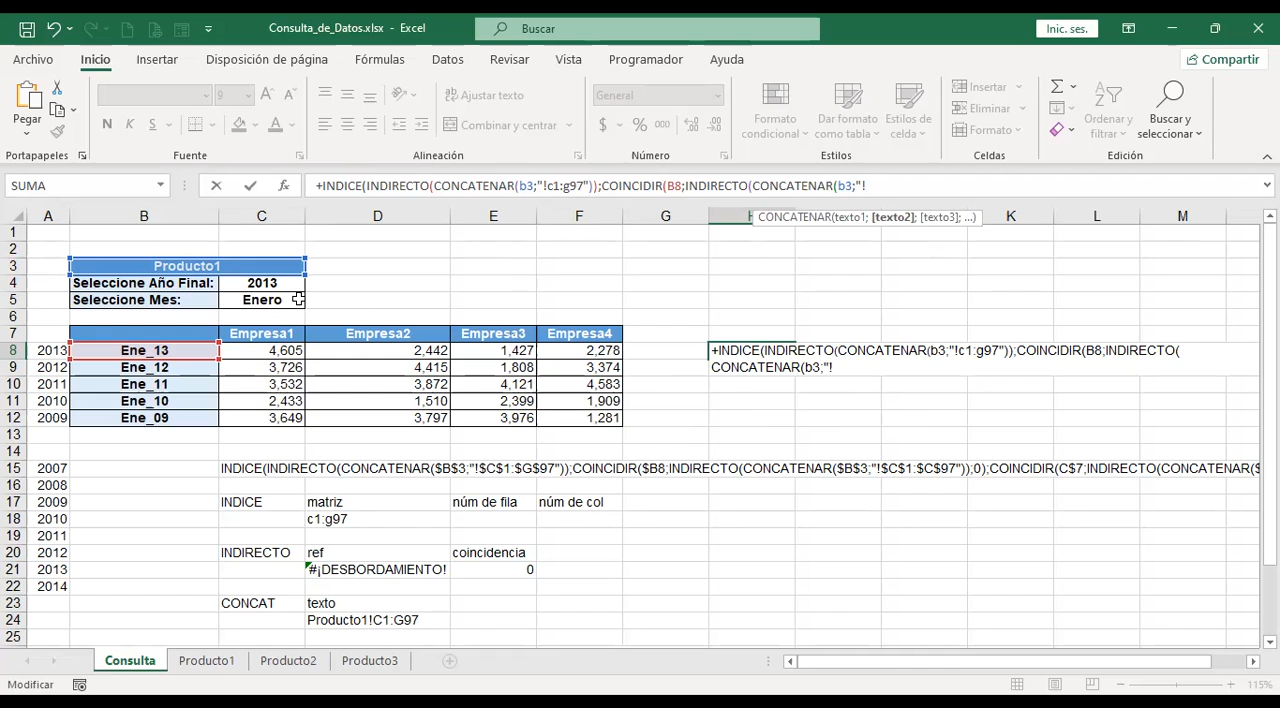 Consulta_de_Datos.xlsx - Excel
Buscar
Inic. ses.
Archivo Inicio Insertar Disposición de página Fórmulas Datos Revisar Vista Programador Ayuda
Compartir
Pegar
9 A A
Ajustar texto
General
N K S
Combinar y centrar
$ % 000
Formato condicional
Dar formato como tabla
Estilos de celda
Insertar
Eliminar
Formato
Ordenar y filtrar
Buscar y seleccionar
Portapapeles Fuente Alineación Número Estilos Celdas Edición
SUMA
fx
+INDICE(INDIRECTO(CONCATENAR(b3;"!c1:g97"));COINCIDIR(B8;INDIRECTO(CONCATENAR(b3;"!
CONCATENAR(texto1; [texto2]; [texto3]; ...)
A B C D E F G H K L M
1
2
3 Producto1
4 Seleccione Año Final: 2013
5 Seleccione Mes: Enero
6
7 Empresa1 Empresa2 Empresa3 Empresa4
8 2013 Ene_13 4,605 2,442 1,427 2,278 +INDICE(INDIRECTO(CONCATENAR(b3;"!c1:g97"));COINCIDIR(B8;INDIRECTO(
9 2012 Ene_12 3,726 4,415 1,808 3,374 CONCATENAR(b3;"!
10 2011 Ene_11 3,532 3,872 4,121 4,583
11 2010 Ene_10 2,433 1,510 2,399 1,909
12 2009 Ene_09 3,649 3,797 3,976 1,281
13
14
15 2007 INDICE(INDIRECTO(CONCATENAR($B$3;"!$C$1:$G$97"));COINCIDIR($B8;INDIRECTO(CONCATENAR($B$3;"!$C$1:$C$97"));0);COINCIDIR(C$7;INDIRECTO(CONCATENAR($
16 2008
17 2009 INDICE matriz núm de fila núm de col
18 2010 c1:g97
19 2011
20 2012 INDIRECTO ref coincidencia
21 2013 #¡DESBORDAMIENTO! 0
22 2014
23 CONCAT texto
24 Producto1!C1:G97
25
Consulta Producto1 Producto2 Producto3
Modificar
115%